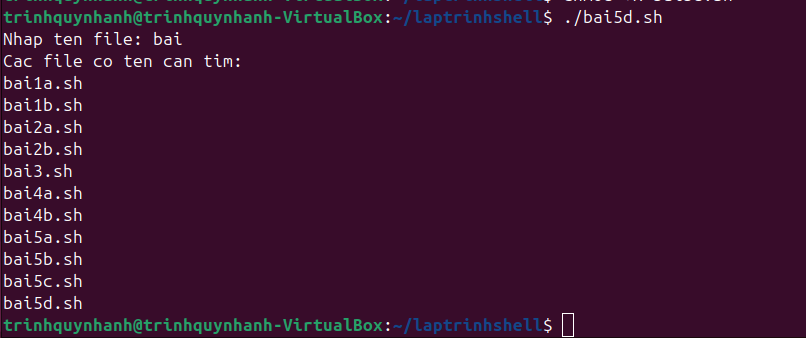 trinhquynhanh@trinhquynhanh-VirtualBox:~/laptrinhshell$ ./bai5d.sh
Nhap ten file: bai
Cac file co ten can tim:
bai1a.sh
bai1b.sh
bai2a.sh
bai2b.sh
bai3.sh
bai4a.sh
bai4b.sh
bai5a.sh
bai5b.sh
bai5c.sh
bai5d.sh
trinhquynhanh@trinhquynhanh-VirtualBox:~/laptrinhshell$